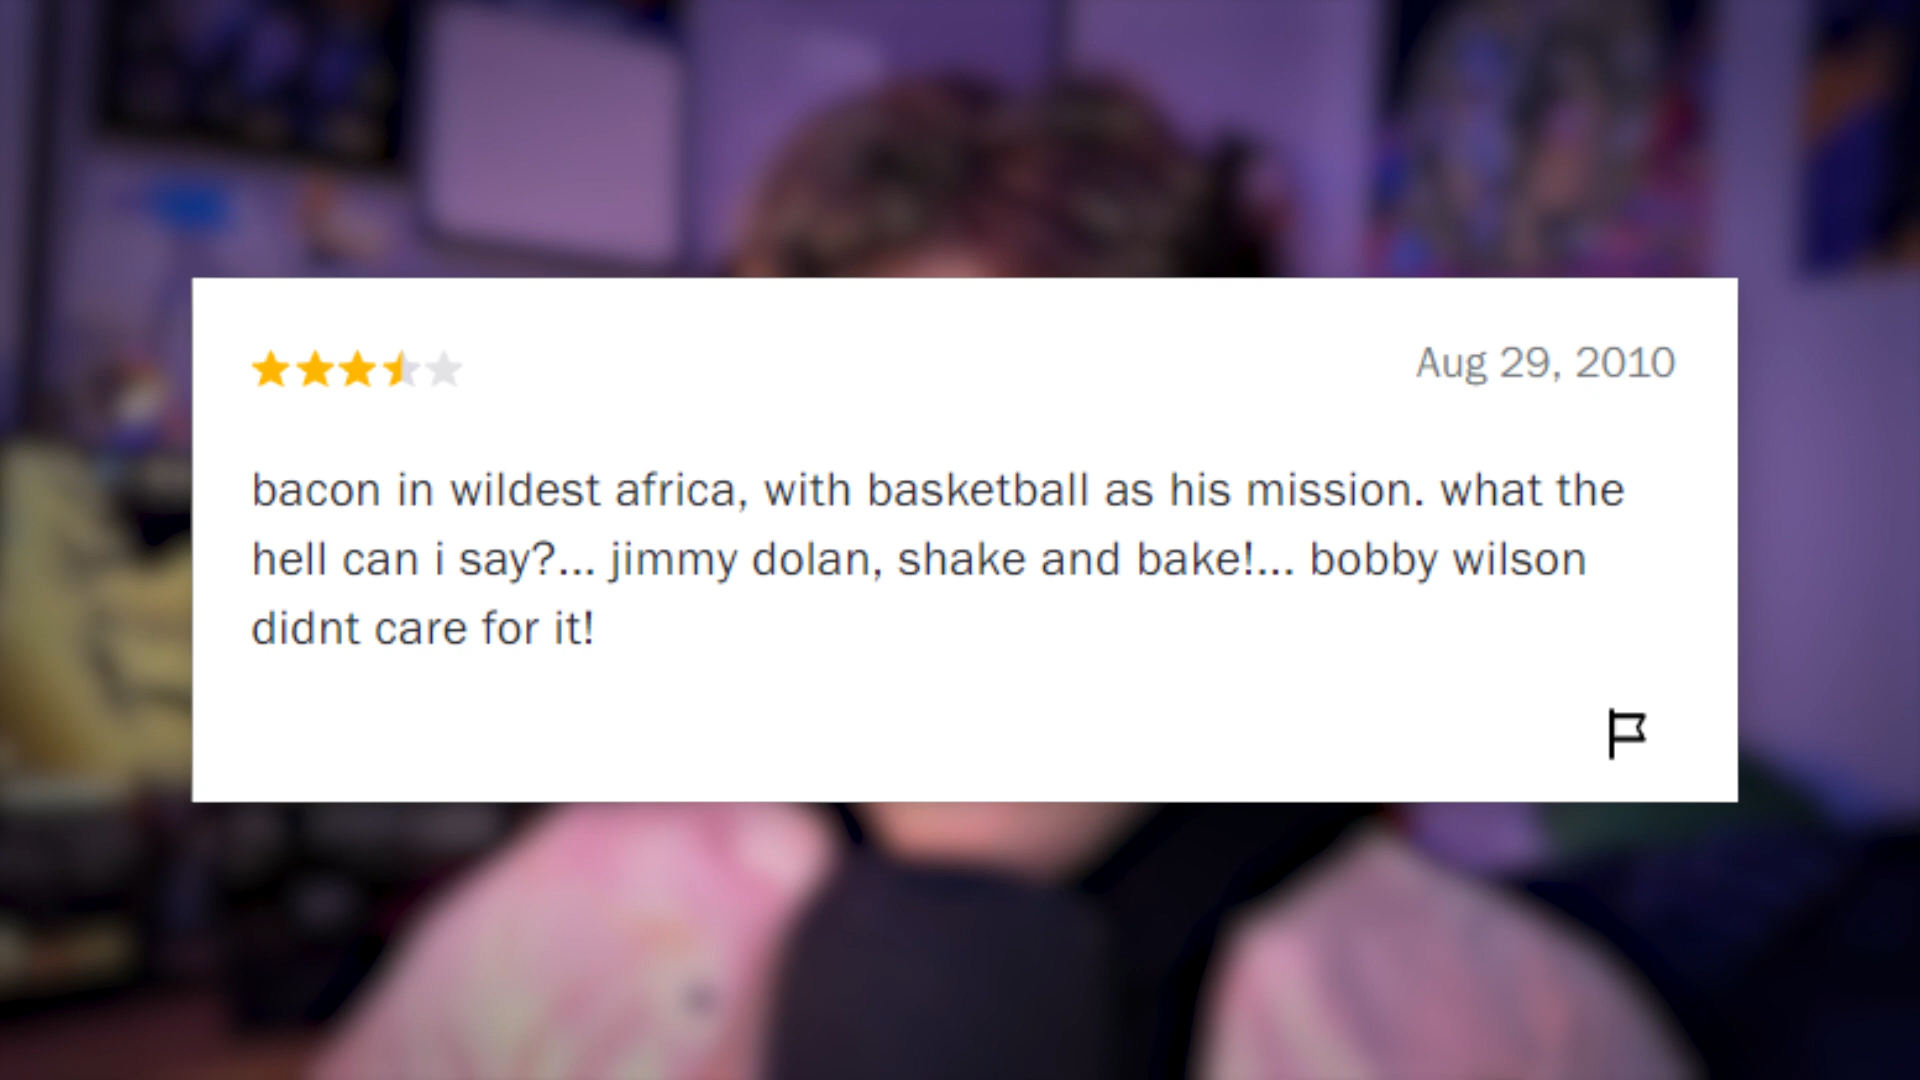 Aug 29, 2010
bacon in wildest africa, with basketball as his mission. what the
hell can i say?... jimmy dolan, shake and bake!... bobby wilson
didnt care for it!